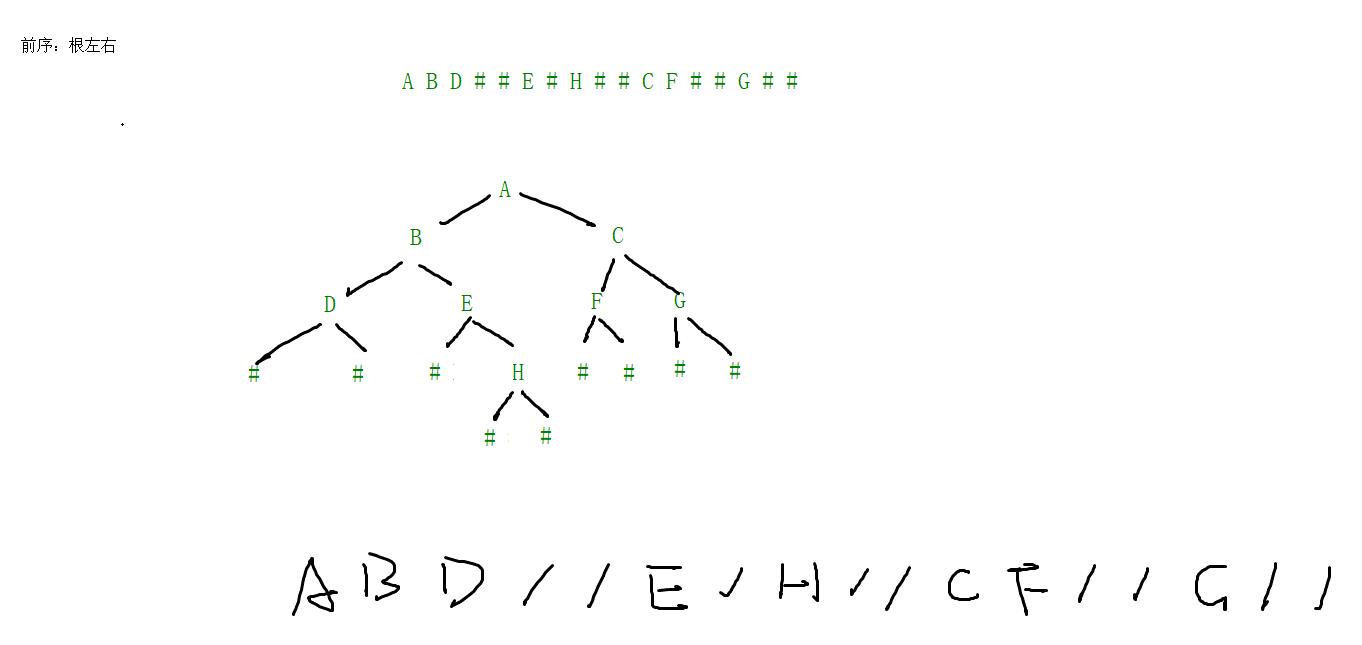 前序：根左右
A B D # # E # H # # C F # # G # #
A
B C
D E F G
# # # H # # # #
# #
A B D / / E / H / / C F / / G / /